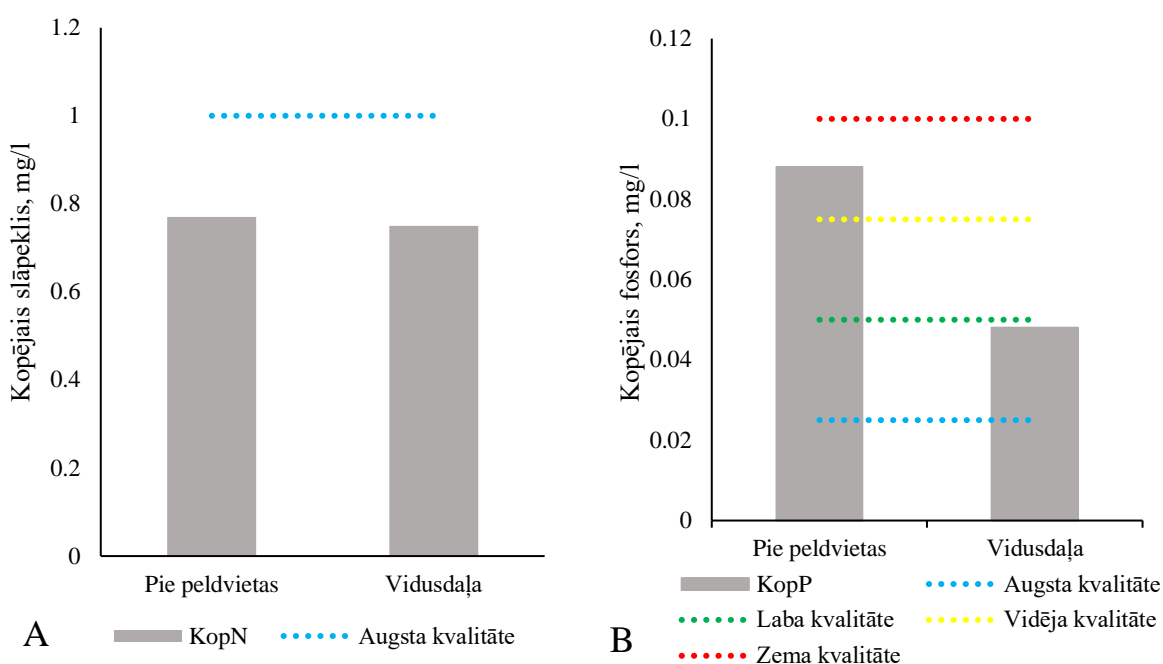 Kopējais slāpeklis, mg/l
1.2
1
0.8
0.6
0.4
0.2
0
Pie peldvietas Vidusdaļa
A KopN Augsta kvalitāte
Kopējais fosfors, mg/l
0.12
0.1
0.08
0.06
0.04
0.02
0
Pie peldvietas Vidusdaļa
KopP Augsta kvalitāte
Laba kvalitāte Vidēja kvalitāte
B Zema kvalitāte